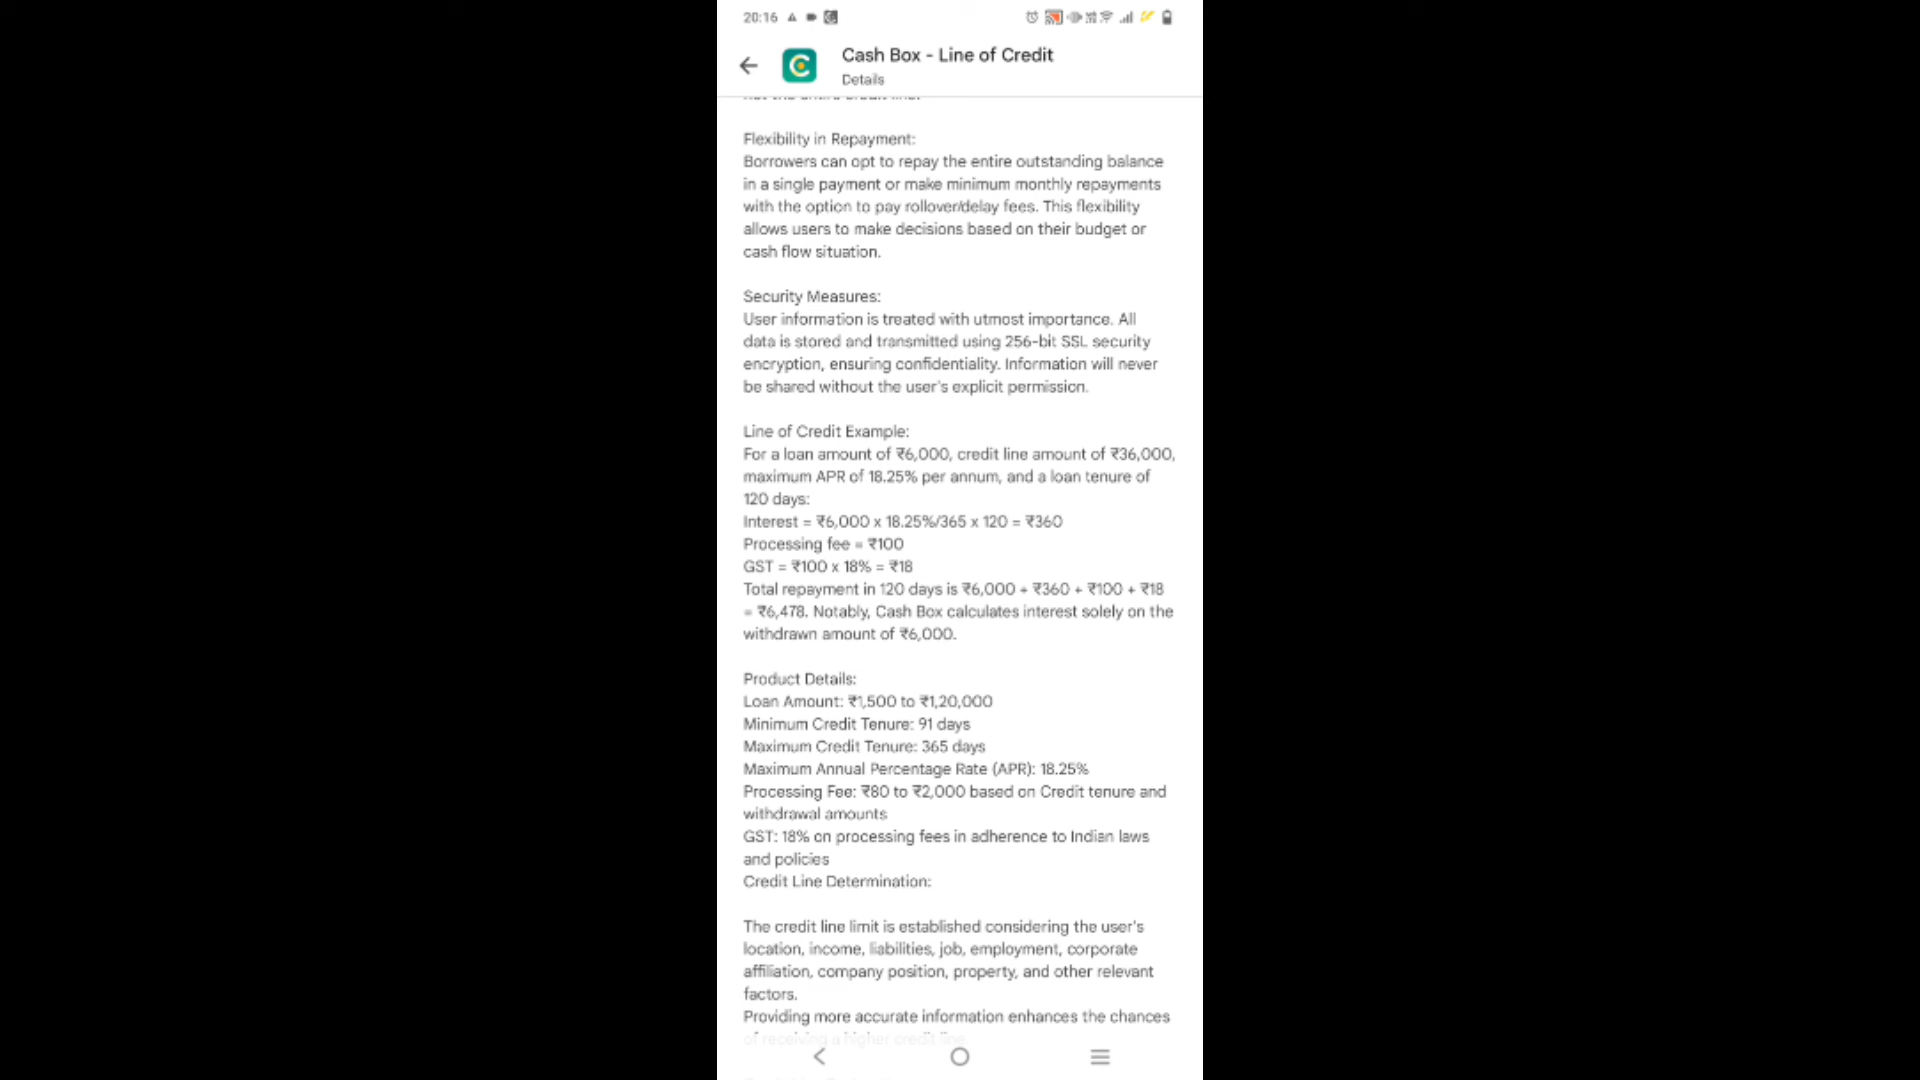 20:16
Cash Box - Line of Credit
Details
Flexibility in Repayment:
Borrowers can opt to repay the entire outstanding balance
in a single payment or make minimum monthly repayments
with the option to pay rollover/delay fees. This flexibility
allows users to make decisions based on their budget or
cash flow situation.
Security Measures:
User information is treated with utmost importance. All
data is stored and transmitted using 256-bit SSL security
encryption, ensuring confidentiality. Information will never
be shared without the user's explicit permission.
Line of Credit Example:
For a loan amount of ₹6,000, credit line amount of ₹36,000,
maximum APR of 18.25% per annum, and a loan tenure of
120 days:
Interest = ₹6,000 x 18.25%/365 x 120 = ₹360
Processing fee = ₹100
GST = ₹100 x 18% = ₹18
Total repayment in 120 days is ₹6,000 + ₹360 + ₹100 + ₹18
= ₹6,478. Notably, Cash Box calculates interest solely on the
withdrawn amount of ₹6,000.
Product Details:
Loan Amount: ₹1,500 to ₹1,20,000
Minimum Credit Tenure: 91 days
Maximum Credit Tenure: 365 days
Maximum Annual Percentage Rate (APR): 18.25%
Processing Fee: ₹80 to ₹2,000 based on Credit tenure and
withdrawal amounts
GST: 18% on processing fees in adherence to Indian laws
and policies
Credit Line Determination:
The credit line limit is established considering the user's
location, income, liabilities, job, employment, corporate
affiliation, company position, property, and other relevant
factors.
Providing more accurate information enhances the chances
of receiving a higher credit line